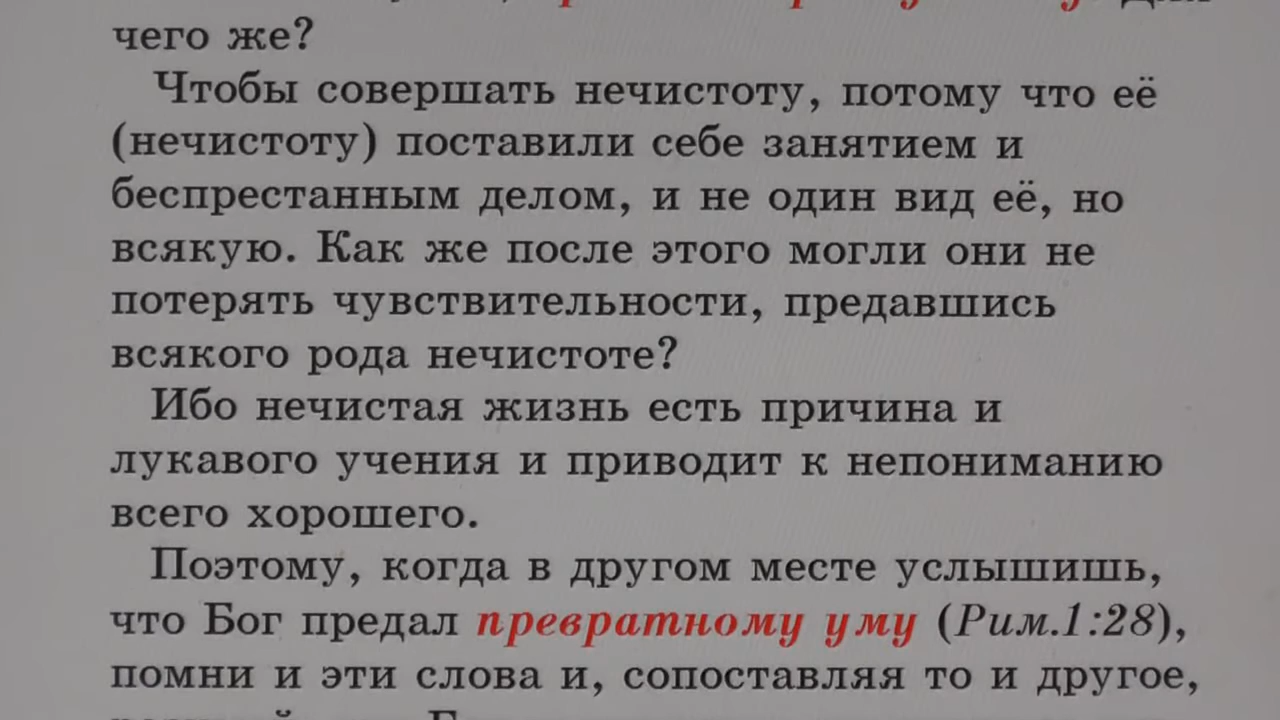 чего же?
Чтобы совершать нечистоту, потому что её
(нечистоту) поставили себе занятием и
беспрестанным делом, и не один вид её, но
всякую. Как же после этого могли они не
потерять чувствительности, предавшись
всякого рода нечистоте?
Ибо нечистая жизнь есть причина и
лукавого учения и приводит к непониманию
всего хорошего.
Поэтому, когда в другом месте услышишь,
что Бог предал превратному уму (Рим.1:28),
помни и эти слова и, сопоставляя то и другое,